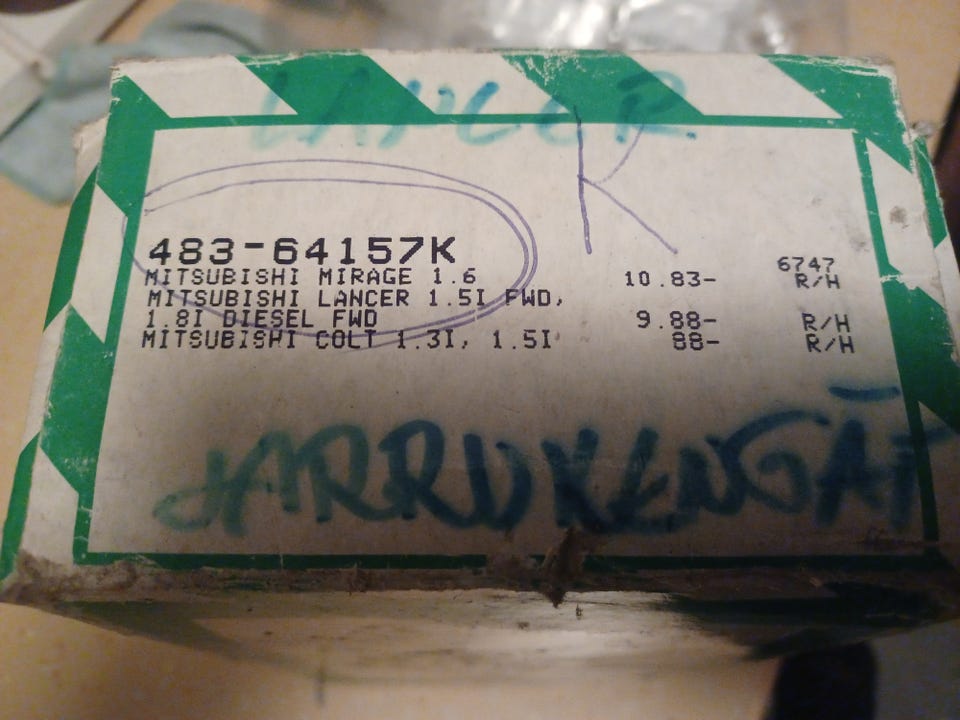 LANCER
K
483-64157K
6747
MITSUBISHI MIRAGE 1.6 10.83- R/H
MITSUBISHI LANCER 1.5I FWD,
1.8I DIESEL FWD 9.88- R/H
MITSUBISHI COLT 1.3I, 1.5I 88- R/H
JARRUKENGÄT